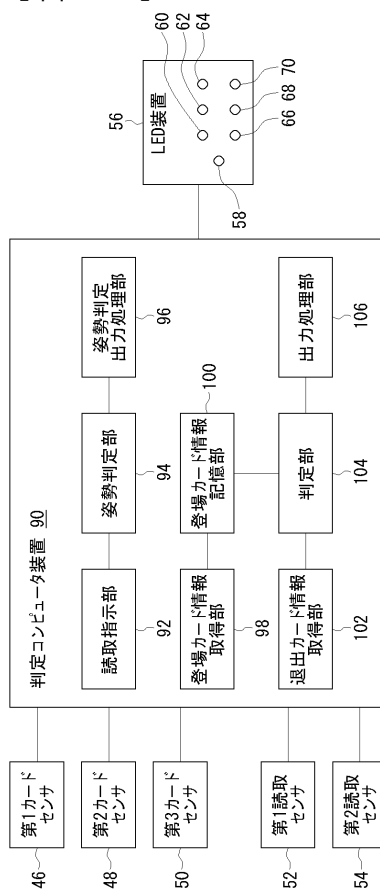 判定コンピュータ装置 90
第1カード
センサ
46
第2カード
センサ
48
第3カード
センサ
50
第1読取
センサ
52
第2読取
センサ
54
読取指示部
92
姿勢判定部
94
姿勢判定
出力処理部
96
登場カード情報
取得部
98
登場カード情報
記憶部
100
退出カード情報
取得部
102
判定部
104
出力処理部
106
56
LED装置
58
60
62
64
66
68
70